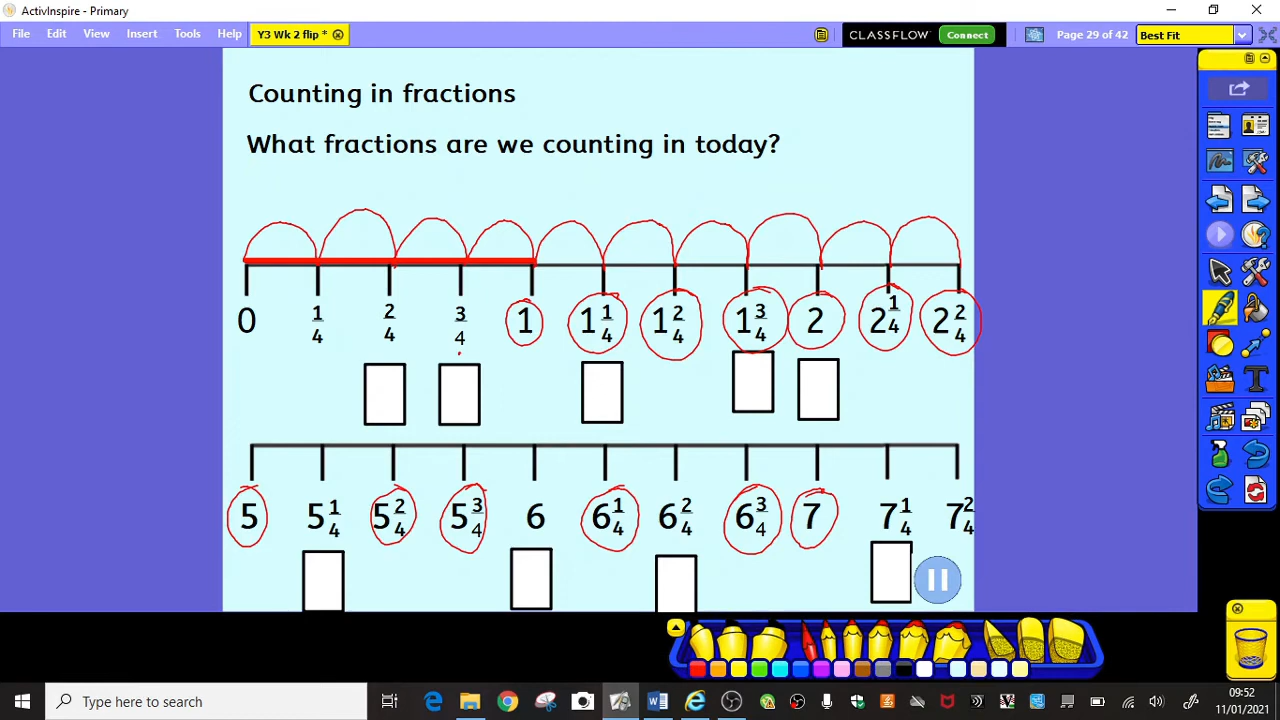 ActivInspire - Primary
File Edit View Insert Tools Help Y3 Wk 2 flip * CLASSFLOW Connect Page 29 of 42 Best Fit
Counting in fractions
What fractions are we counting in today?
0 1/4 2/4 3/4 1 1 1/4 1 2/4 1 3/4 2 2 1/4 2 2/4
5 5 1/4 5 2/4 5 3/4 6 6 1/4 6 2/4 6 3/4 7 7 1/4 7 2/4
Type here to search
09:52
11/01/2021